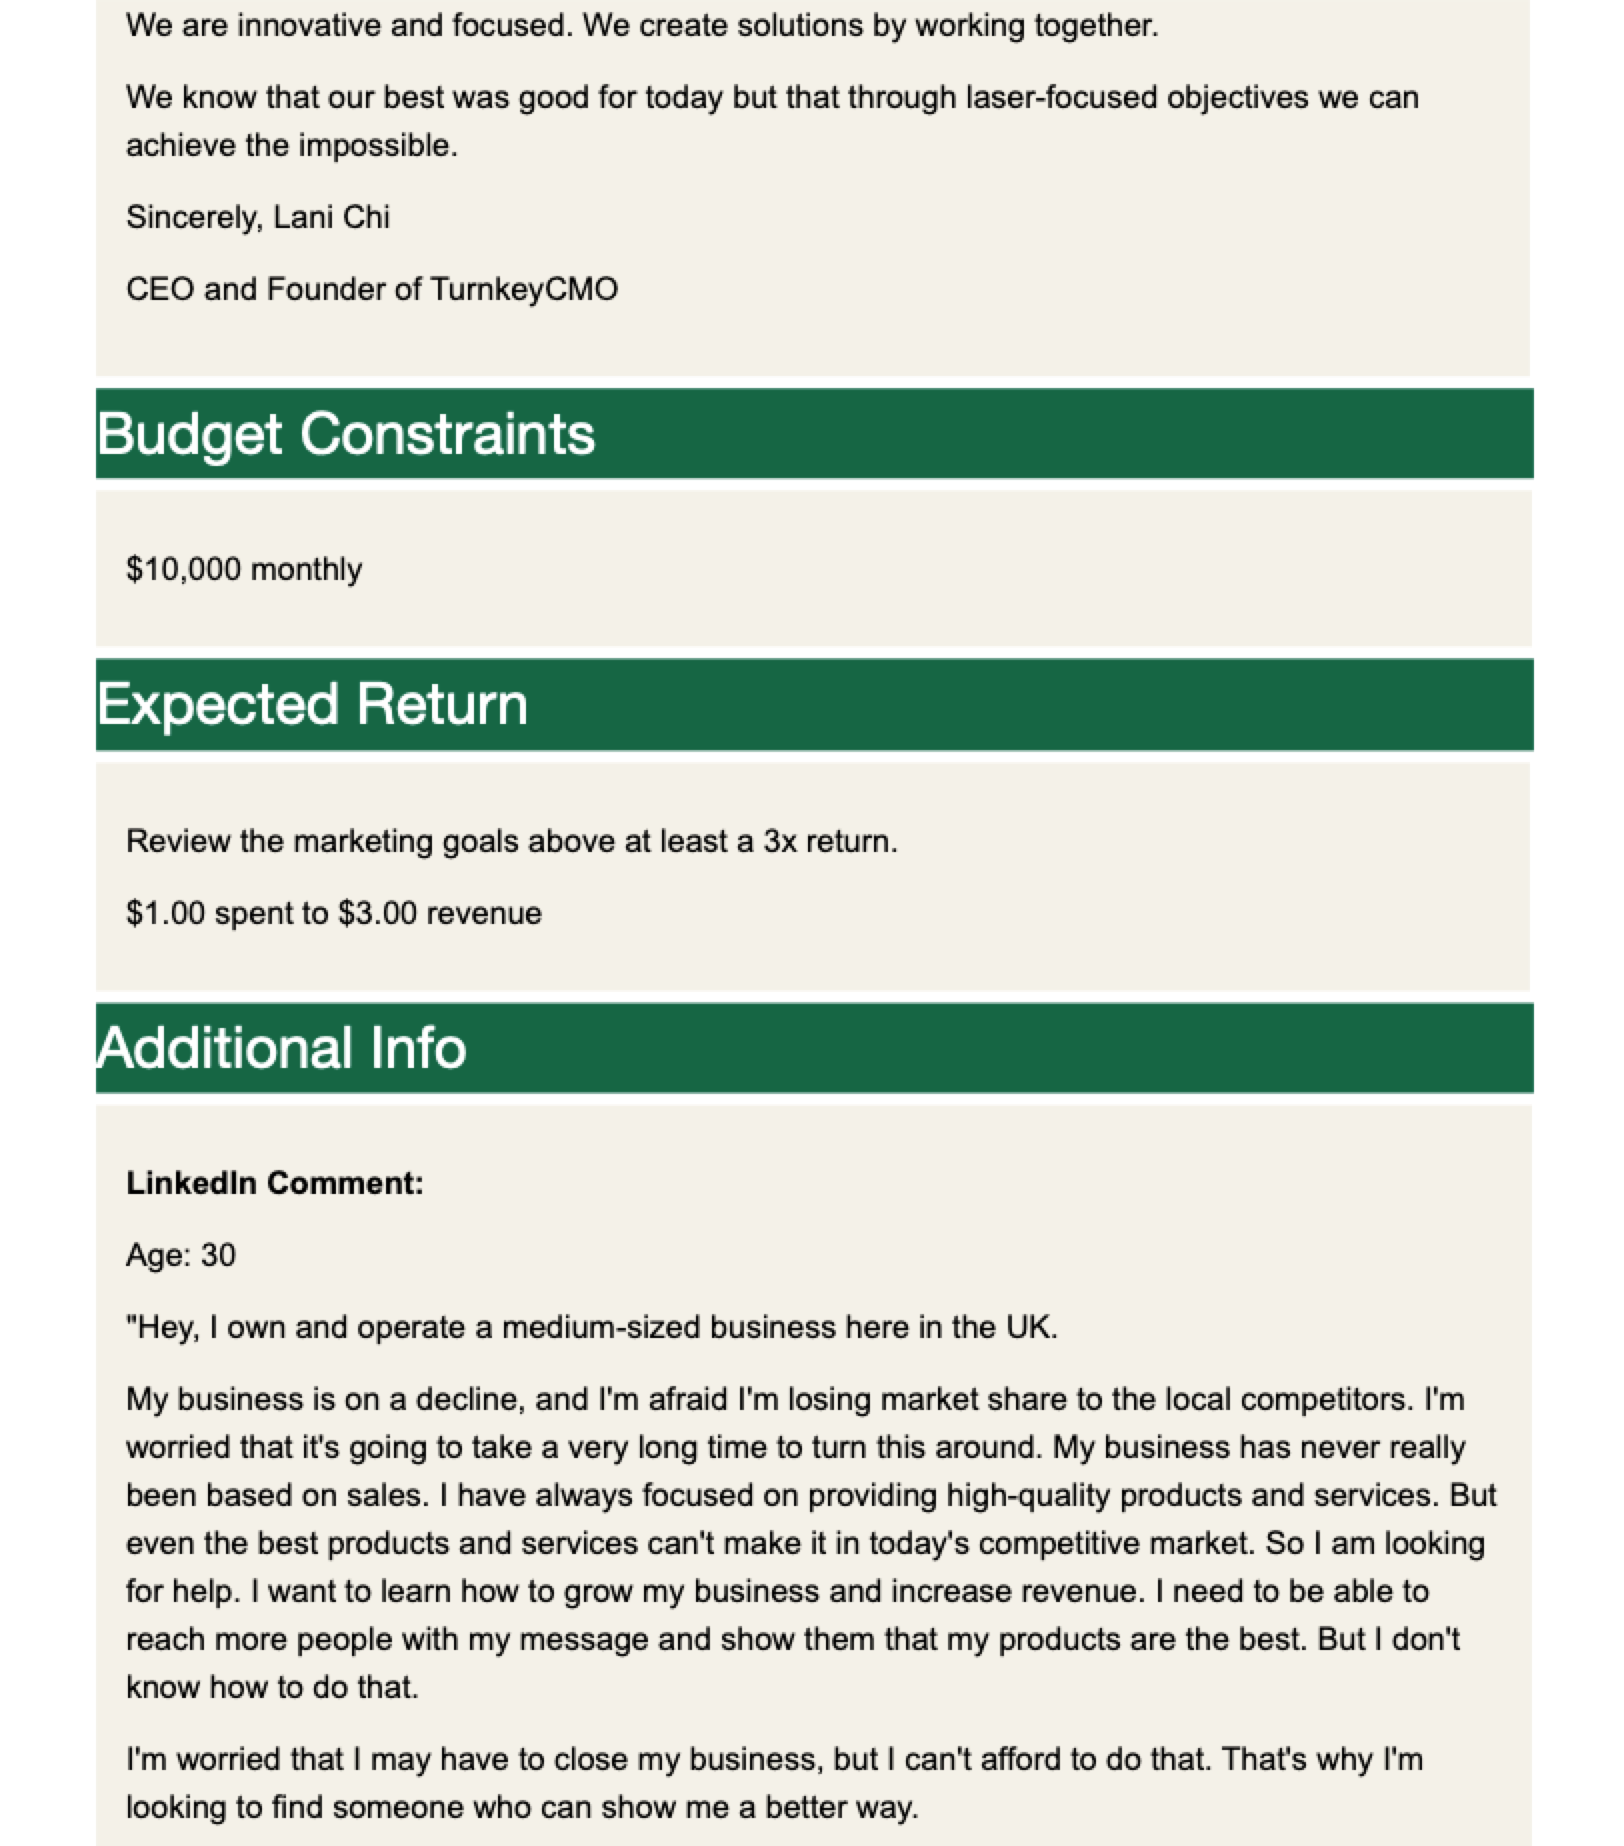 We are innovative and focused. We create solutions by working together.
We know that our best was good for today but that through laser-focused objectives we can
achieve the impossible.
Sincerely, Lani Chi
CEO and Founder of TurnkeyCMO
Budget Constraints
$10,000 monthly
Expected Return
Review the marketing goals above at least a 3x return.
$1.00 spent to $3.00 revenue
Additional Info
LinkedIn Comment:
Age: 30
"Hey, I own and operate a medium-sized business here in the UK.
My business is on a decline, and I'm afraid I'm losing market share to the local competitors. I'm
worried that it's going to take a very long time to turn this around. My business has never really
been based on sales. I have always focused on providing high-quality products and services. But
even the best products and services can't make it in today's competitive market. So I am looking
for help. I want to learn how to grow my business and increase revenue. I need to be able to
reach more people with my message and show them that my products are the best. But I don't
know how to do that.
I'm worried that I may have to close my business, but I can't afford to do that. That's why I'm
looking to find someone who can show me a better way.